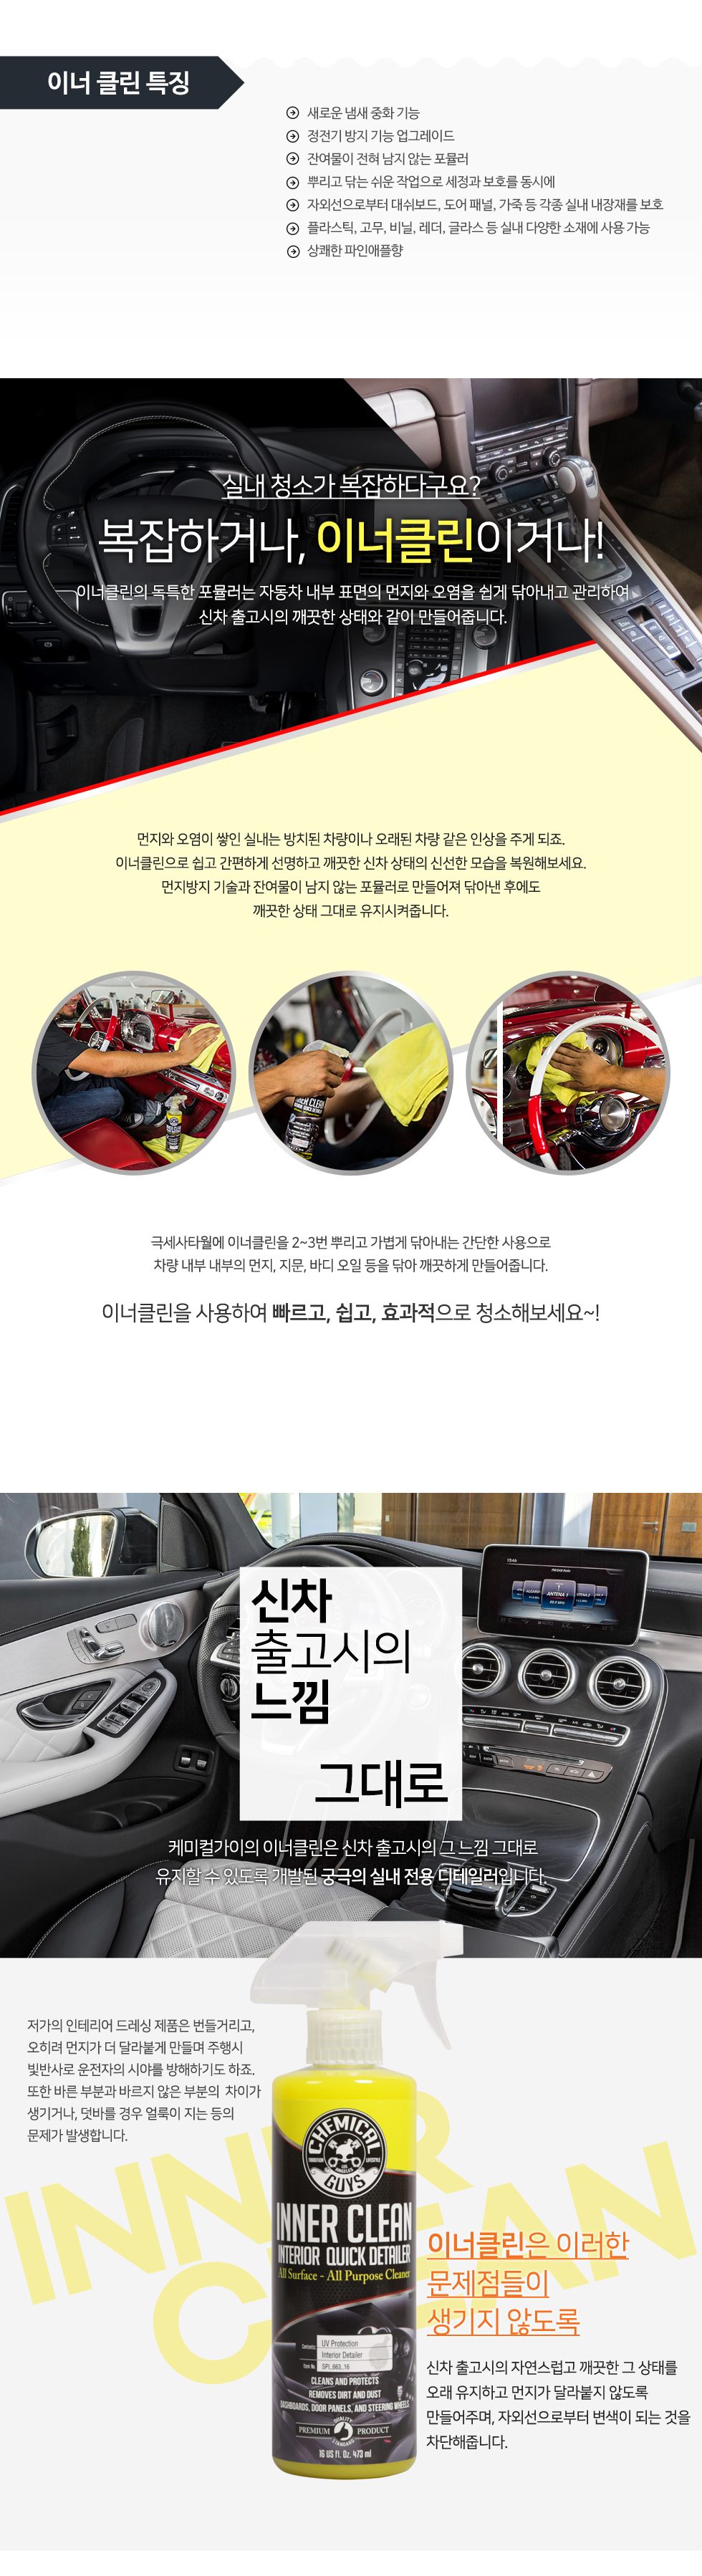 이너 클린 특징
새로운 냄새 중화 기능
정전기 방지 기능 업그레이드
잔여물이 전혀 남지 않는 포뮬러
뿌리고 닦는 쉬운 작업으로 세정과 보호를 동시에
자외선으로부터 대쉬보드, 도어 패널, 가죽 등 각종 실내 내장재를 보호
플라스틱, 고무, 비닐, 레더, 글라스 등 실내 다양한 소재에 사용 가능
상쾌한 파인애플향
실내 청소가 복잡하다구요?
복잡하거나, 이너클린이거나!
이너클린의 독특한 포뮬러는 자동차 내부 표면의 먼지와 오염을 쉽게 닦아내고 관리하여
신차 출고시의 깨끗한 상태와 같이 만들어줍니다.
먼지와 오염이 쌓인 실내는 방치된 차량이나 오래된 차량 같은 인상을 주게 되죠.
이너클린으로 쉽고 간편하게 선명하고 깨끗한 신차 상태의 신선한 모습을 복원해보세요.
먼지방지 기술과 잔여물이 남지 않는 포뮬러로 만들어져 닦아낸 후에도
깨끗한 상태 그대로 유지시켜줍니다.
극세사타월에 이너클린을 2~3번 뿌리고 가볍게 닦아내는 간단한 사용으로
차량 내부 내부의 먼지, 지문, 바디 오일 등을 닦아 깨끗하게 만들어줍니다.
이너클린을 사용하여 빠르고, 쉽고, 효과적으로 청소해보세요~!
ANTENA 1
신차
출고시의
느낌
그대로
케미컬가이의 이너클린은 신차 출고시의 그 느낌 그대로
유지할 수 있도록 개발된 궁극의 실내 전용 디테일러입니다.
저가의 인테리어 드레싱 제품은 번들거리고,
오히려 먼지가 더 달라붙게 만들며 주행시
빛반사로 운전자의 시야를 방해하기도 하죠.
또한 바른 부분과 바르지 않은 부분의 차이가
생기거나, 덧바를 경우 얼룩이 지는 등의
문제가 발생합니다.
INNER
CLEAN
CHEMICAL
GUYS
INNER CLEAN
INTERIOR QUICK DETAILER
All Surface - All Purpose Cleaner
UV Protection
Interior Detailer
SPI_663_16
CLEANS AND PROTECTS
REMOVES DIRT AND DUST
DASHBOARDS, DOOR PANELS, AND STEERING WHEELS
QUALITY
PREMIUM PRODUCT
STANDARD
16 US fl. Oz. 473 ml
이너클린은 이러한
문제점들이
생기지 않도록
신차 출고시의 자연스럽고 깨끗한 그 상태를
오래 유지하고 먼지가 달라붙지 않도록
만들어주며, 자외선으로부터 변색이 되는 것을
차단해줍니다.